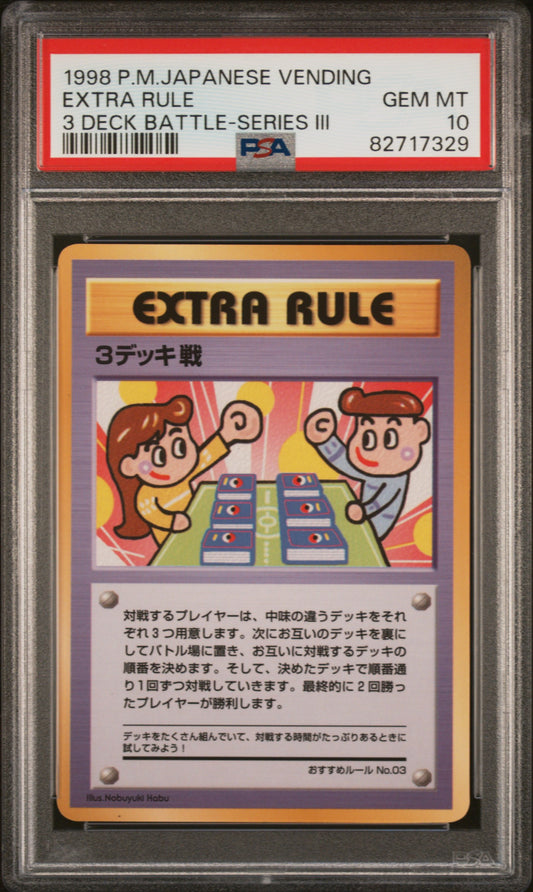 1998 P.M.JAPANESE VENDING
EXTRA RULE GEM MT
3 DECK BATTLE-SERIES III 10
PSA 82717329
EXTRA RULE
3デッキ戦
対戦するプレイヤーは、中味の違うデッキをそれ
ぞれ3つ用意します。次にお互いのデッキを裏に
してバトル場に置き、お互いに対戦するデッキの
順番を決めます。そして、決めたデッキで順番通
り1回ずつ対戦していきます。最終的に2回勝っ
たプレイヤーが勝利します。
デッキをたくさん組んでいて、対戦する時間がたっぷりあるときに
試してみよう！
おすすめルール No.03
Illus.Nobuyuki Habu
PSA